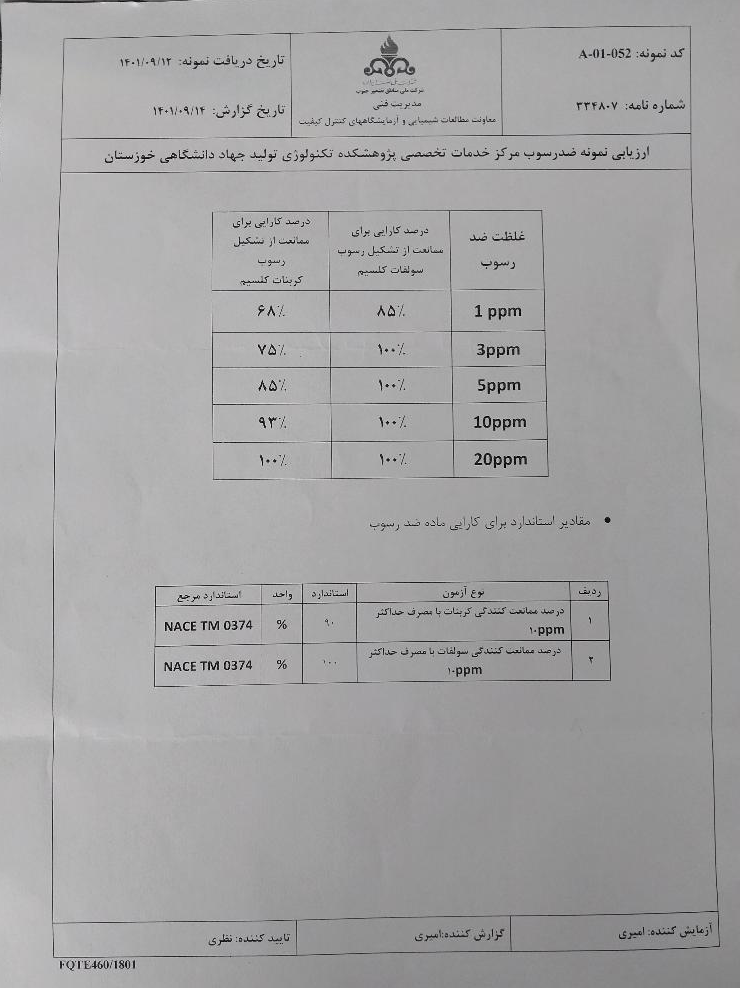 کد نمونه: A-01-052
شماره نامه: ۳۳۴۸۰۷
شرکت ملی مناطق نفتخیز جنوب
مدیریت فنی
معاونت مطالعات شیمیایی و آزمایشگاههای کنترل کیفیت
تاریخ دریافت نمونه: ۱۴۰۱/۰۹/۱۲
تاریخ گزارش: ۱۴۰۱/۰۹/۱۴
ارزیابی نمونه ضدرسوب مرکز خدمات تخصصی پژوهشکده تکنولوژی تولید جهاد دانشگاهی خوزستان
غلظت ضد
رسوب
درصد کارایی برای
ممانعت از تشکیل رسوب
سولفات کلسیم
درصد کارایی برای
ممانعت از تشکیل
رسوب
کربنات کلسیم
1 ppm ۸۵٪ ۶۸٪
3ppm ۱۰۰٪ ۷۵٪
5ppm ۱۰۰٪ ۸۵٪
10ppm ۱۰۰٪ ۹۳٪
20ppm ۱۰۰٪ ۱۰۰٪
• مقادیر استاندارد برای کارایی ماده ضد رسوب
ردیف نوع آزمون استاندارد واحد استاندارد مرجع
۱ درصد ممانعت کنندگی کربنات با مصرف حداکثر
۱۰ppm ۹۰ % NACE TM 0374
۲ درصد ممانعت کنندگی سولفات با مصرف حداکثر
۱۰ppm ۱۰۰ % NACE TM 0374
آزمایش کننده: امیری
گزارش کننده:امیری
تایید کننده: نظری
FQTE460/1801